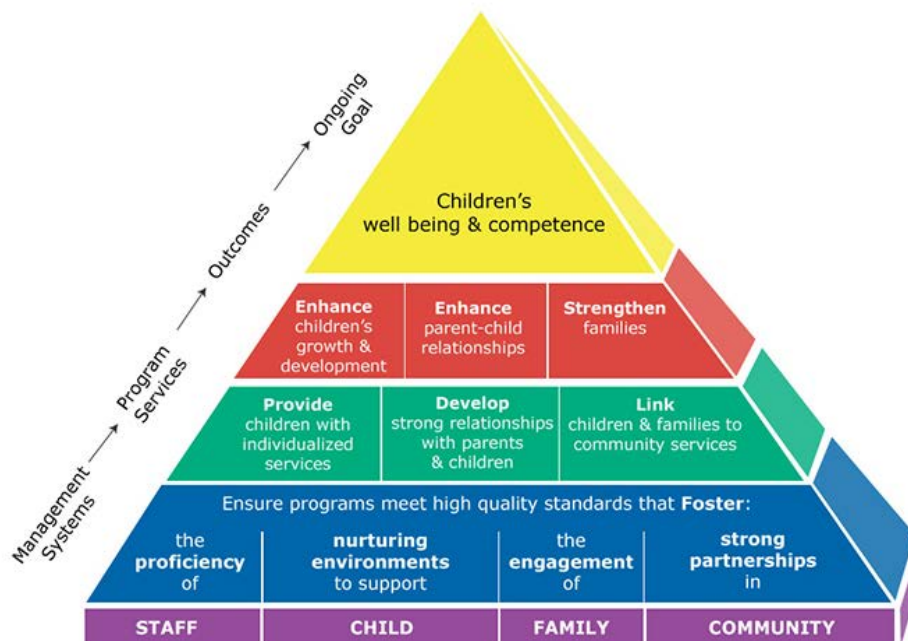 Ongoing
Goal
Outcomes
Program
Services
Management
Systems
Children's
well being & competence
Enhance
children's
growth &
development
Enhance
parent-child
relationships
Strengthen
families
Provide
children with
individualized
services
Develop
strong relationships
with parents
& children
Link
children & families to
community services
Ensure programs meet high quality standards that Foster:
the
proficiency
of
nurturing
environments
to support
the
engagement
of
strong
partnerships
in
STAFF
CHILD
FAMILY
COMMUNITY